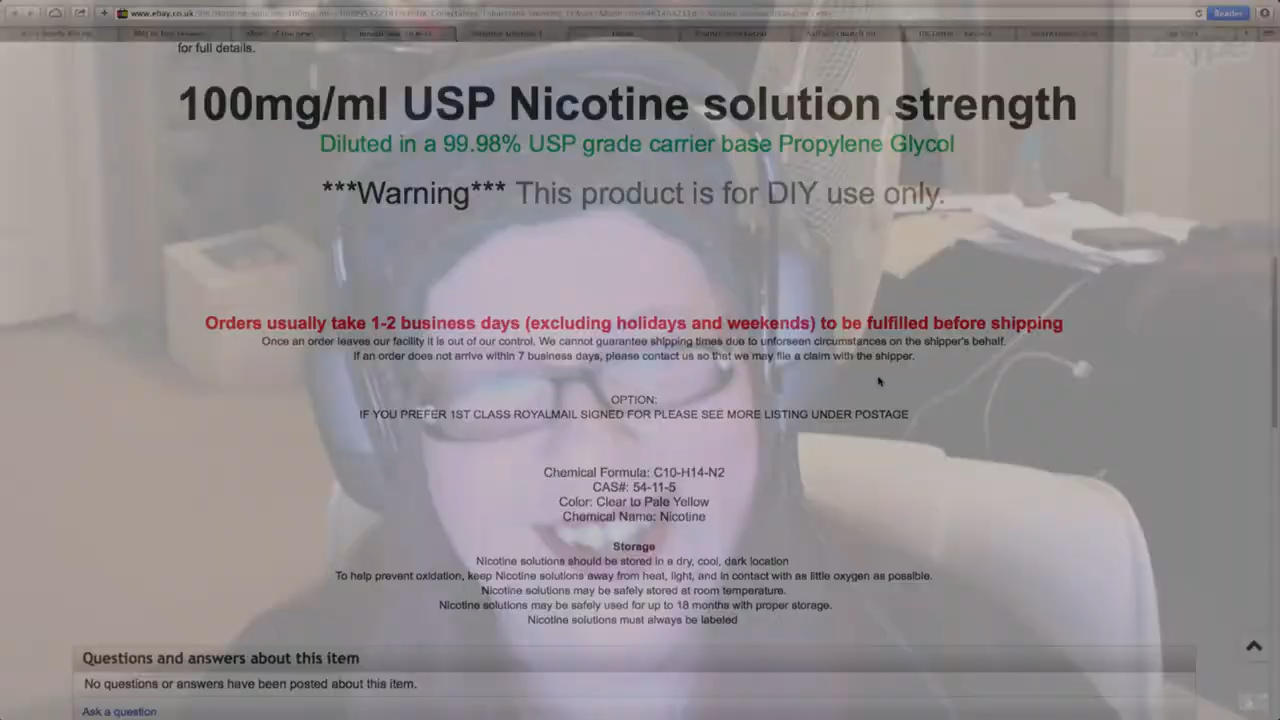 www.ebay.co.uk
Reader
for full details.
100mg/ml USP Nicotine solution strength
Diluted in a 99.98% USP grade carrier base Propylene Glycol
***Warning*** This product is for DIY use only.
Orders usually take 1-2 business days (excluding holidays and weekends) to be fulfilled before shipping
Once an order leaves our facility it is out of our control. We cannot guarantee shipping times due to unforseen circumstances on the shipper's behalf.
If an order does not arrive within 7 business days, please contact us so that we may file a claim with the shipper.
OPTION:
IF YOU PREFER 1ST CLASS ROYALMAIL SIGNED FOR PLEASE SEE MORE LISTING UNDER POSTAGE
Chemical Formula: C10-H14-N2
CAS#: 54-11-5
Color: Clear to Pale Yellow
Chemical Name: Nicotine
Storage
Nicotine solutions should be stored in a dry, cool, dark location
To help prevent oxidation, keep Nicotine solutions away from heat, light, and in contact with as little oxygen as possible.
Nicotine solutions may be safely stored at room temperature.
Nicotine solutions may be safely used for up to 18 months with proper storage.
Nicotine solutions must always be labeled
Questions and answers about this item
No questions or answers have been posted about this item.
Ask a question